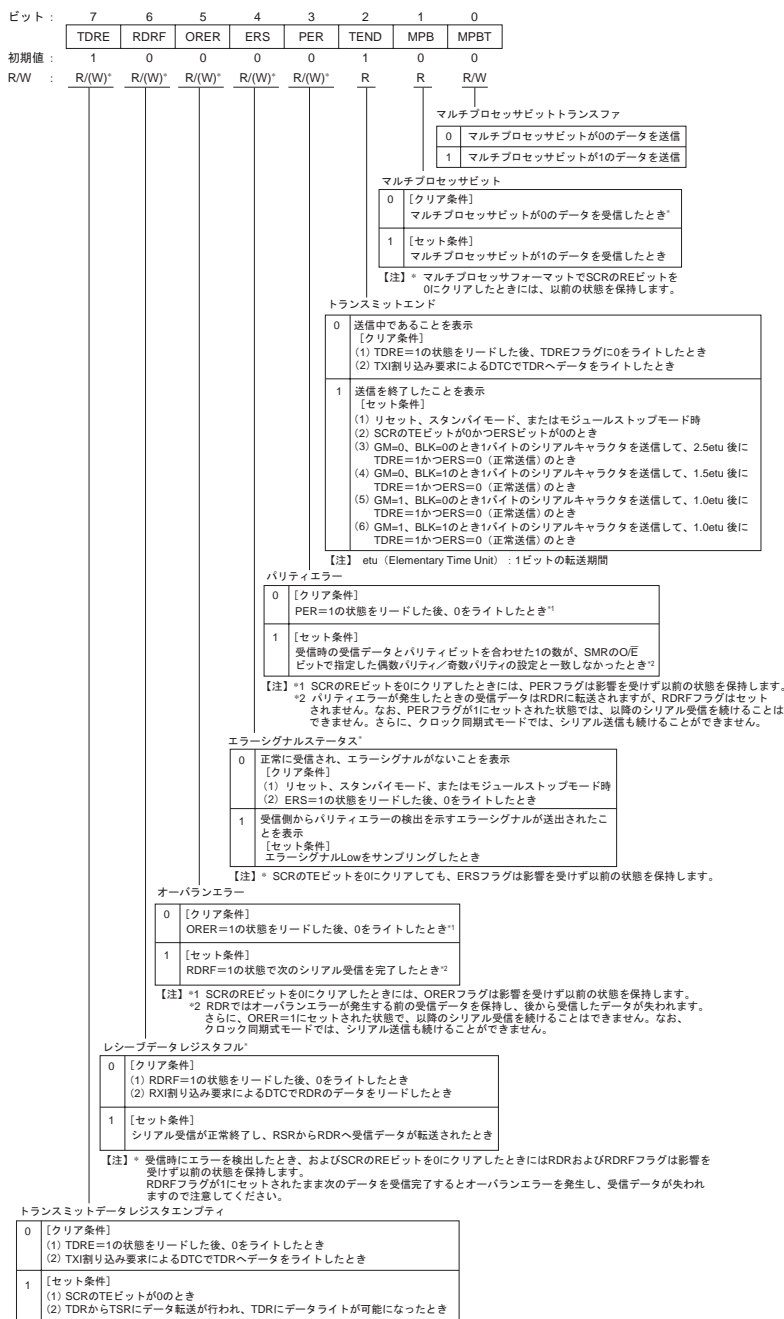 ビット： 7 6 5 4 3 2 1 0
TDRE RDRF ORER ERS PER TEND MPB MPBT
初期値： 1 0 0 0 0 1 0 0
R/W ： R/(W)* R/(W)* R/(W)* R/(W)* R/(W)* R R R/W
マルチプロセッサビットトランスファ
0 マルチプロセッサビットが0のデータを送信
1 マルチプロセッサビットが1のデータを送信
マルチプロセッサビット
0 ［クリア条件］
マルチプロセッサビットが0のデータを受信したとき*
1 ［セット条件］
マルチプロセッサビットが1のデータを受信したとき
【注】* マルチプロセッサフォーマットでSCRのREビットを
0にクリアしたときには、以前の状態を保持します。
トランスミットエンド
0 送信中であることを表示
［クリア条件］
(1) TDRE＝1の状態をリードした後、TDREフラグに0をライトしたとき
(2) TXI割り込み要求によるDTCでTDRへデータをライトしたとき
1 送信を終了したことを表示
［セット条件］
(1) リセット、スタンバイモード、またはモジュールストップモード時
(2) SCRのTEビットが0かつERSビットが0のとき
(3) GM=0、BLK=0のとき1バイトのシリアルキャラクタを送信して、2.5etu 後に
TDRE＝1かつERS＝0（正常送信）のとき
(4) GM=0、BLK=1のとき1バイトのシリアルキャラクタを送信して、1.5etu 後に
TDRE＝1かつERS＝0（正常送信）のとき
(5) GM=1、BLK=0のとき1バイトのシリアルキャラクタを送信して、1.0etu 後に
TDRE＝1かつERS＝0（正常送信）のとき
(6) GM=1、BLK=1のとき1バイトのシリアルキャラクタを送信して、1.0etu 後に
TDRE＝1かつERS＝0（正常送信）のとき
【注】 etu（Elementary Time Unit）：1ビットの転送期間
パリティエラー
0 ［クリア条件］
PER＝1の状態をリードした後、0をライトしたとき*1
1 ［セット条件］
受信時の受信データとパリティビットを合わせた1の数が、SMRのO/E̅
ビットで指定した偶数パリティ／奇数パリティの設定と一致しなかったとき*2
【注】*1 SCRのREビットを0にクリアしたときには、PERフラグは影響を受けず以前の状態を保持します。
*2 パリティエラーが発生したときの受信データはRDRに転送されますが、RDRFフラグはセット
されません。なお、PERフラグが1にセットされた状態では、以降のシリアル受信を続けることは
できません。さらに、クロック同期式モードでは、シリアル送信も続けることができません。
エラーシグナルステータス*
0 正常に受信され、エラーシグナルがないことを表示
［クリア条件］
(1) リセット、スタンバイモード、またはモジュールストップモード時
(2) ERS＝1の状態をリードした後、0をライトしたとき
1 受信側からパリティエラーの検出を示すエラーシグナルが送出されたこ
とを表示
［セット条件］
エラーシグナルLowをサンプリングしたとき
【注】* SCRのTEビットを0にクリアしても、ERSフラグは影響を受けず以前の状態を保持します。
オーバランエラー
0 ［クリア条件］
ORER＝1の状態をリードした後、0をライトしたとき*1
1 ［セット条件］
RDRF＝1の状態で次のシリアル受信を完了したとき*2
【注】*1 SCRのREビットを0にクリアしたときには、ORERフラグは影響を受けず以前の状態を保持します。
*2 RDRではオーバランエラーが発生する前の受信データを保持し、後から受信したデータが失われます。
さらに、ORER＝1にセットされた状態で、以降のシリアル受信を続けることはできません。なお、
クロック同期式モードでは、シリアル送信も続けることができません。
レシーブデータレジスタフル*
0 ［クリア条件］
(1) RDRF＝1の状態をリードした後、0をライトしたとき
(2) RXI割り込み要求によるDTCでRDRのデータをリードしたとき
1 ［セット条件］
シリアル受信が正常終了し、RSRからRDRへ受信データが転送されたとき
【注】* 受信時にエラーを検出したとき、およびSCRのREビットを0にクリアしたときにはRDRおよびRDRFフラグは影響を
受けず以前の状態を保持します。
RDRFフラグが1にセットされたまま次のデータを受信完了するとオーバランエラーを発生し、受信データが失われ
ますので注意してください。
トランスミットデータレジスタエンプティ
0 ［クリア条件］
(1) TDRE＝1の状態をリードした後、0をライトしたとき
(2) TXI割り込み要求によるDTCでTDRへデータをライトしたとき
1 ［セット条件］
(1) SCRのTEビットが0のとき
(2) TDRからTSRにデータ転送が行われ、TDRにデータライトが可能になったとき